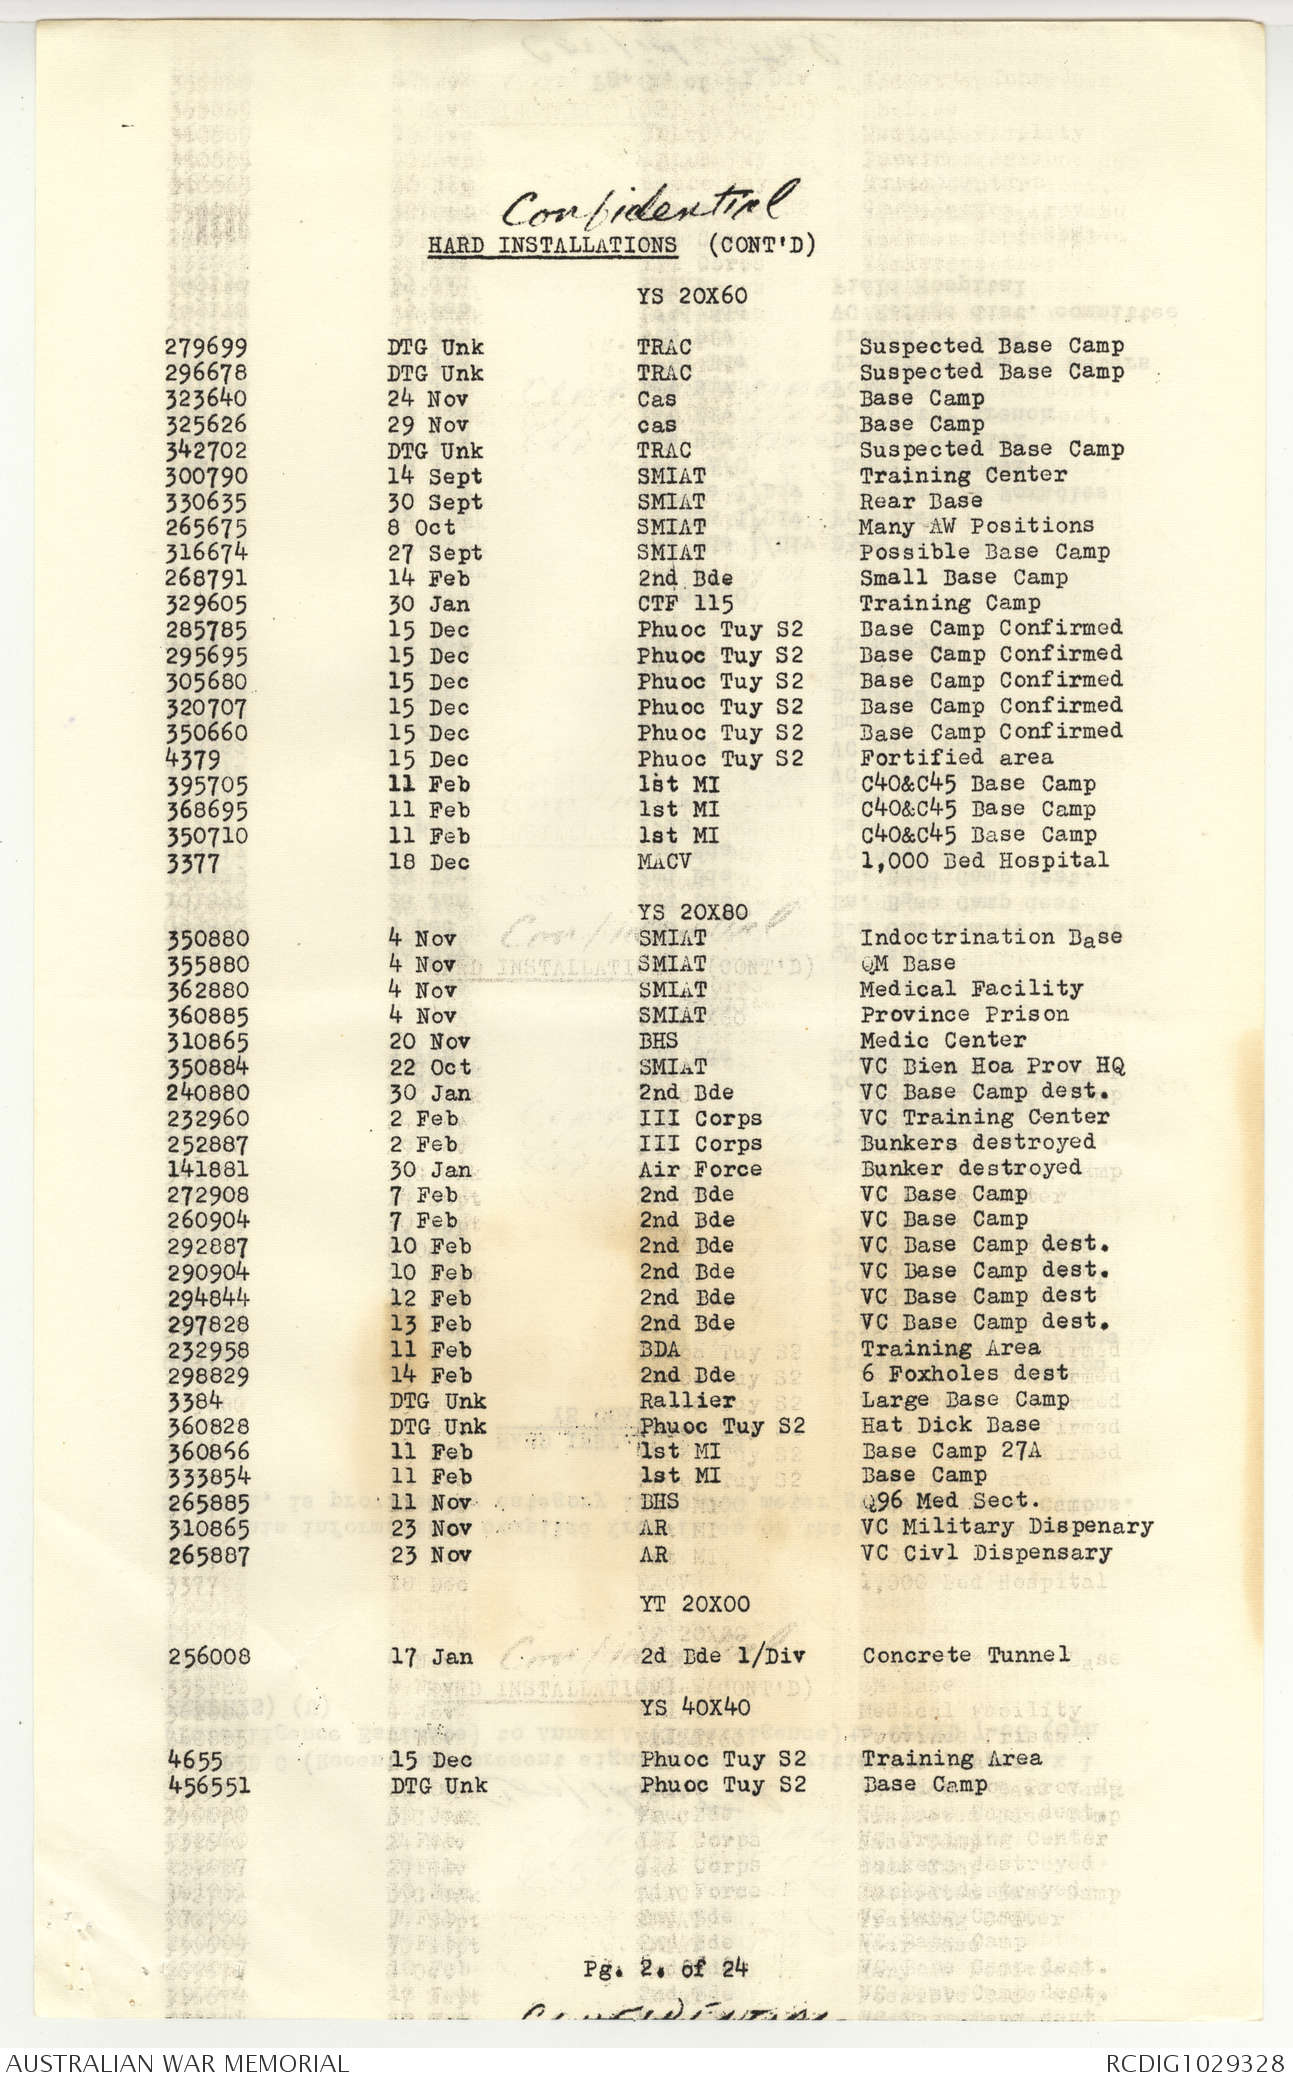 Confidential
HARD INSTALLATIONS (CONT'D)
YS 20X60
279699 DTG Unk TRAC Suspected Base Camp
296678 DTG Unk TRAC Suspected Base Camp
323640 24 Nov Cas Base Camp
325626 29 Nov cas Base Camp
342702 DTG Unk TRAC Suspected Base Camp
300790 14 Sept SMIAT Training Center
330635 30 Sept SMIAT Rear Base
265675 8 Oct SMIAT Many AW Positions
316674 27 Sept SMIAT Possible Base Camp
268791 14 Feb 2nd Bde Small Base Camp
329605 30 Jan CTF 115 Training Camp
285785 15 Dec Phuoc Tuy S2 Base Camp Confirmed
295695 15 Dec Phuoc Tuy S2 Base Camp Confirmed
305680 15 Dec Phuoc Tuy S2 Base Camp Confirmed
320707 15 Dec Phuoc Tuy S2 Base Camp Confirmed
350660 15 Dec Phuoc Tuy S2 Base Camp Confirmed
4379 15 Dec Phuoc Tuy S2 Fortified area
395705 11 Feb 1st MI C40&C45 Base Camp
368695 11 Feb 1st MI C40&C45 Base Camp
350710 11 Feb 1st MI C40&C45 Base Camp
3377 18 Dec MACV 1,000 Bed Hospital
YS 20X80
350880 4 Nov SMIAT Indoctrination Base
355880 4 Nov SMIAT QM Base
362880 4 Nov SMIAT Medical Facility
360885 4 Nov SMIAT Province Prison
310865 20 Nov BHS Medic Center
350884 22 Oct SMIAT VC Bien Hoa Prov HQ
240880 30 Jan 2nd Bde VC Base Camp dest.
232960 2 Feb III Corps VC Training Center
252887 2 Feb III Corps Bunkers destroyed
141881 30 Jan Air Force Bunker destroyed
272908 7 Feb 2nd Bde VC Base Camp
260904 7 Feb 2nd Bde VC Base Camp
292887 10 Feb 2nd Bde VC Base Camp dest.
290904 10 Feb 2nd Bde VC Base Camp dest.
294844 12 Feb 2nd Bde VC Base Camp dest
297828 13 Feb 2nd Bde VC Base Camp dest.
232958 11 Feb BDA Training Area
298829 14 Feb 2nd Bde 6 Foxholes dest
3384 DTG Unk Rallier Large Base Camp
360828 DTG Unk Phuoc Tuy S2 Hat Dick Base
360866 11 Feb 1st MI Base Camp 27A
333854 11 Feb 1st MI Base Camp
265885 11 Nov BHS Q96 Med Sect.
310865 23 Nov AR VC Military Dispenary
265887 23 Nov AR VC Civl Dispensary
YT 20X00
256008 17 Jan 2d Bde 1/Div Concrete Tunnel
YS 40X40
4655 15 Dec Phuoc Tuy S2 Training Area
456551 DTG Unk Phuoc Tuy S2 Base Camp
Pg. 2. of 24
CONFIDENTIAL
AUSTRALIAN WAR MEMORIAL RCDIG1029328